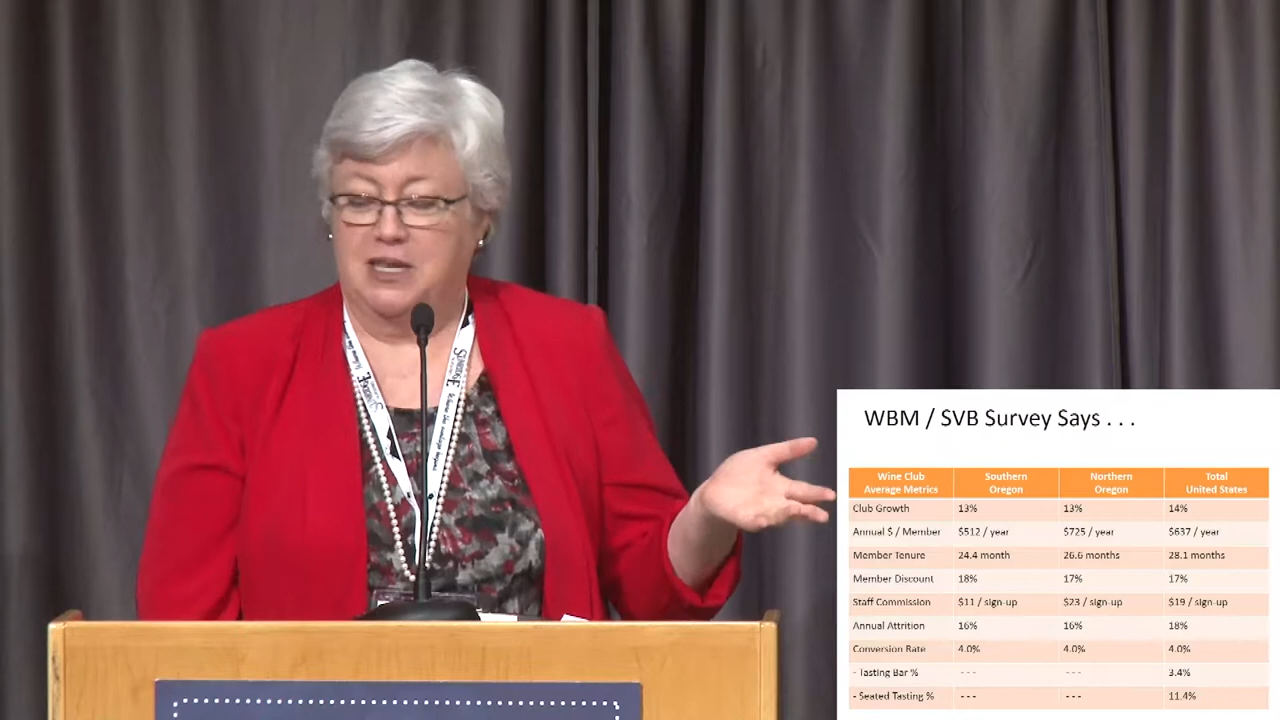 WBM / SVB Survey Says . . .
Wine Club Average Metrics | Southern Oregon | Northern Oregon | Total United States
Club Growth | 13% | 13% | 14%
Annual $ / Member | $512 / year | $725 / year | $637 / year
Member Tenure | 24.4 month | 26.6 months | 28.1 months
Member Discount | 18% | 17% | 17%
Staff Commission | $11 / sign-up | $23 / sign-up | $19 / sign-up
Annual Attrition | 16% | 16% | 18%
Conversion Rate | 4.0% | 4.0% | 4.0%
- Tasting Bar % | - - - | - - - | 3.4%
- Seated Tasting % | - - - | - - - | 11.4%